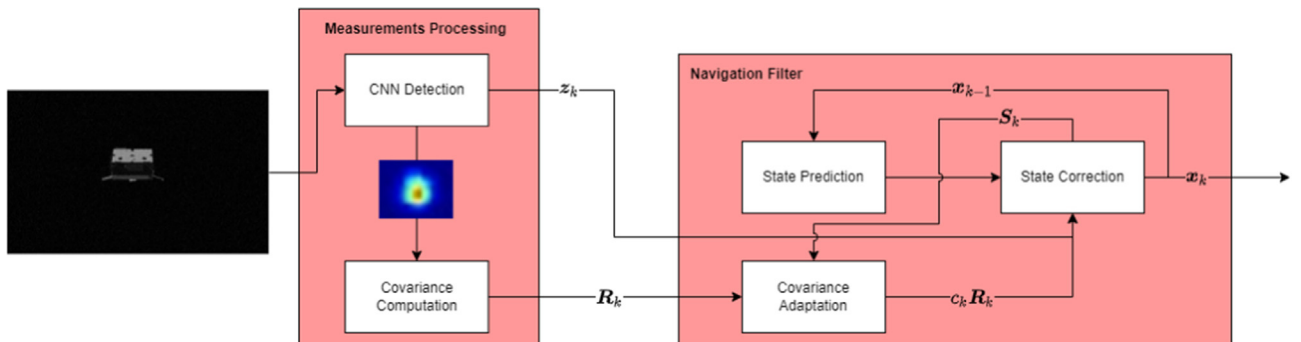 Measurements Processing
CNN Detection
z_k
Navigation Filter
x_{k-1}
S_k
State Prediction
State Correction
x_k
Covariance
Computation
R_k
Covariance
Adaptation
c_k R_k